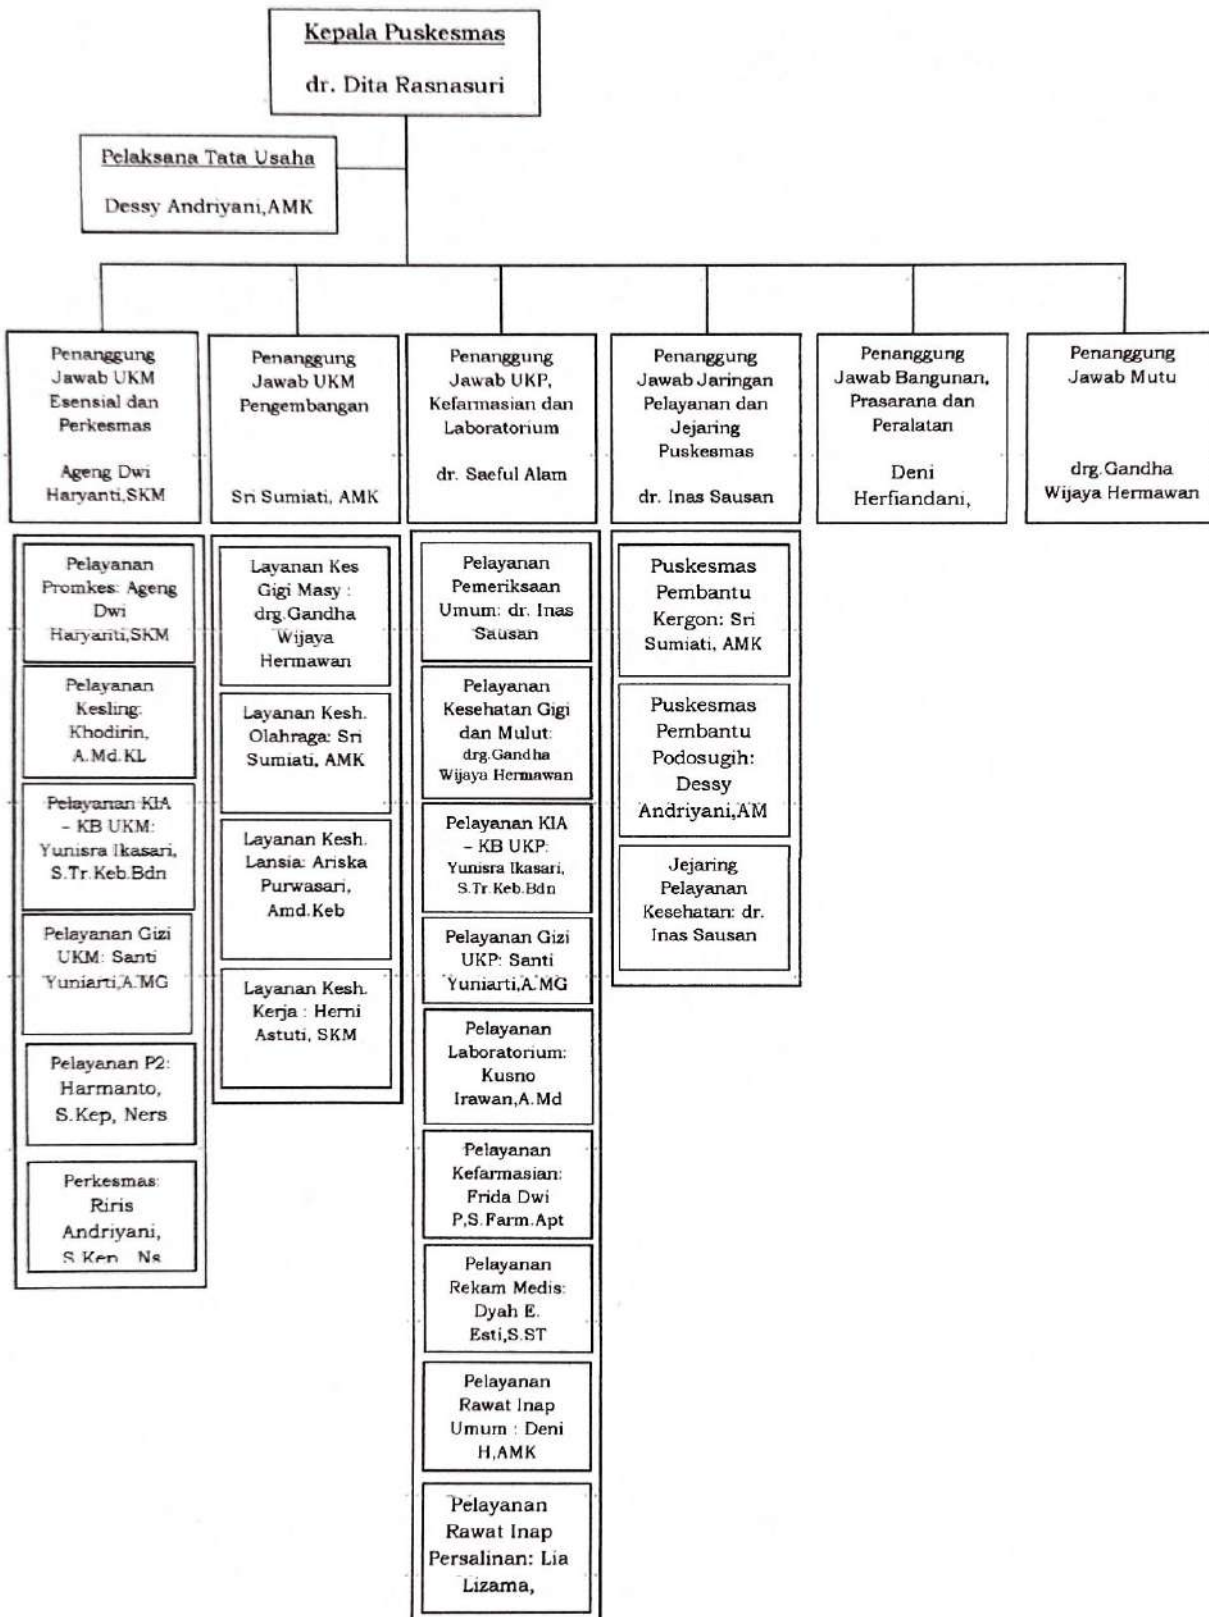 Kepala Puskesmas
dr. Dita Rasnasuri
Pelaksana Tata Usaha
Dessy Andriyani,AMK
Penanggung
Jawab UKM
Esensial dan
Perkesmas
Ageng Dwi
Haryanti,SKM
Penanggung
Jawab UKM
Pengembangan
Sri Sumiati, AMK
Penanggung
Jawab UKP,
Kefarmasian dan
Laboratorium
dr. Saeful Alam
Penanggung
Jawab Jaringan
Pelayanan dan
Jejaring
Puskesmas
dr. Inas Sausan
Penanggung
Jawab Bangunan,
Prasarana dan
Peralatan
Deni
Herfiandani,
Penanggung
Jawab Mutu
drg.Gandha
Wijaya Hermawan
Pelayanan
Promkes: Ageng
Dwi
Haryanti,SKM
Pelayanan
Kesling:
Khodirin,
A.Md.KL
Pelayanan KIA
– KB UKM:
Yunisra Ikasari,
S.Tr.Keb.Bdn
Pelayanan Gizi
UKM: Santi
Yuniarti,A.MG
Pelayanan P2:
Harmanto,
S.Kep, Ners
Perkesmas:
Riris
Andriyani,
S.Kep., Ns
Layanan Kes
Gigi Masy :
drg.Gandha
Wijaya
Hermawan
Layanan Kesh.
Olahraga: Sri
Sumiati, AMK
Layanan Kesh.
Lansia: Ariska
Purwasari,
Amd.Keb
Layanan Kesh.
Kerja : Herni
Astuti, SKM
Pelayanan
Pemeriksaan
Umum: dr. Inas
Sausan
Pelayanan
Kesehatan Gigi
dan Mulut:
drg.Gandha
Wijaya Hermawan
Pelayanan KIA
– KB UKP:
Yunisra Ikasari,
S.Tr.Keb.Bdn
Pelayanan Gizi
UKP: Santi
Yuniarti,A.MG
Pelayanan
Laboratorium:
Kusno
Irawan,A.Md
Pelayanan
Kefarmasian:
Frida Dwi
P,S.Farm.Apt
Pelayanan
Rekam Medis:
Dyah E.
Esti,S.ST
Pelayanan
Rawat Inap
Umum : Deni
H,AMK
Pelayanan
Rawat Inap
Persalinan: Lia
Lizama,
Puskesmas
Pembantu
Kergon: Sri
Sumiati, AMK
Puskesmas
Pembantu
Podosugih:
Dessy
Andriyani,AM
Jejaring
Pelayanan
Kesehatan: dr.
Inas Sausan